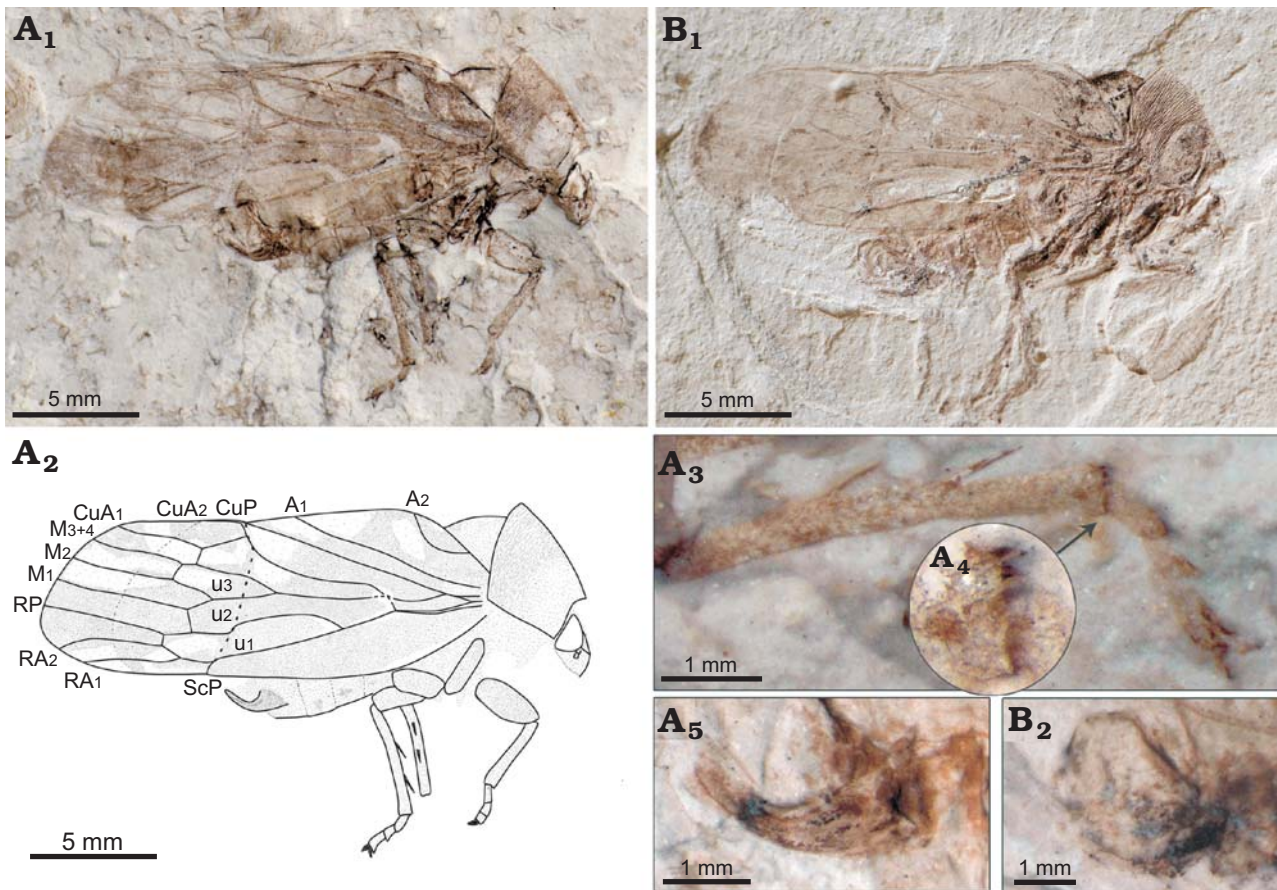 A1
5 mm
B1
5 mm
A2
CuA1 CuA2 CuP A1 A2
M3+4
M2
M1
RP
RA2
RA1
ScP
u3
u2
u1
5 mm
A3
A4
1 mm
A5
1 mm
B2
1 mm